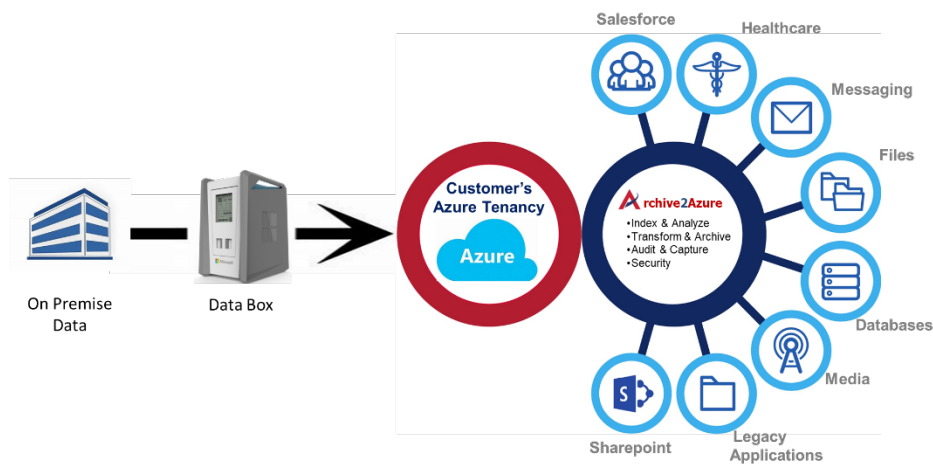 Salesforce
Healthcare
Messaging
Files
Customer's
Azure Tenancy
Azure
Archive2Azure
•Index & Analyze
•Transform & Archive
•Audit & Capture
•Security
On Premise
Data
Data Box
Databases
Media
S
Sharepoint
Legacy
Applications